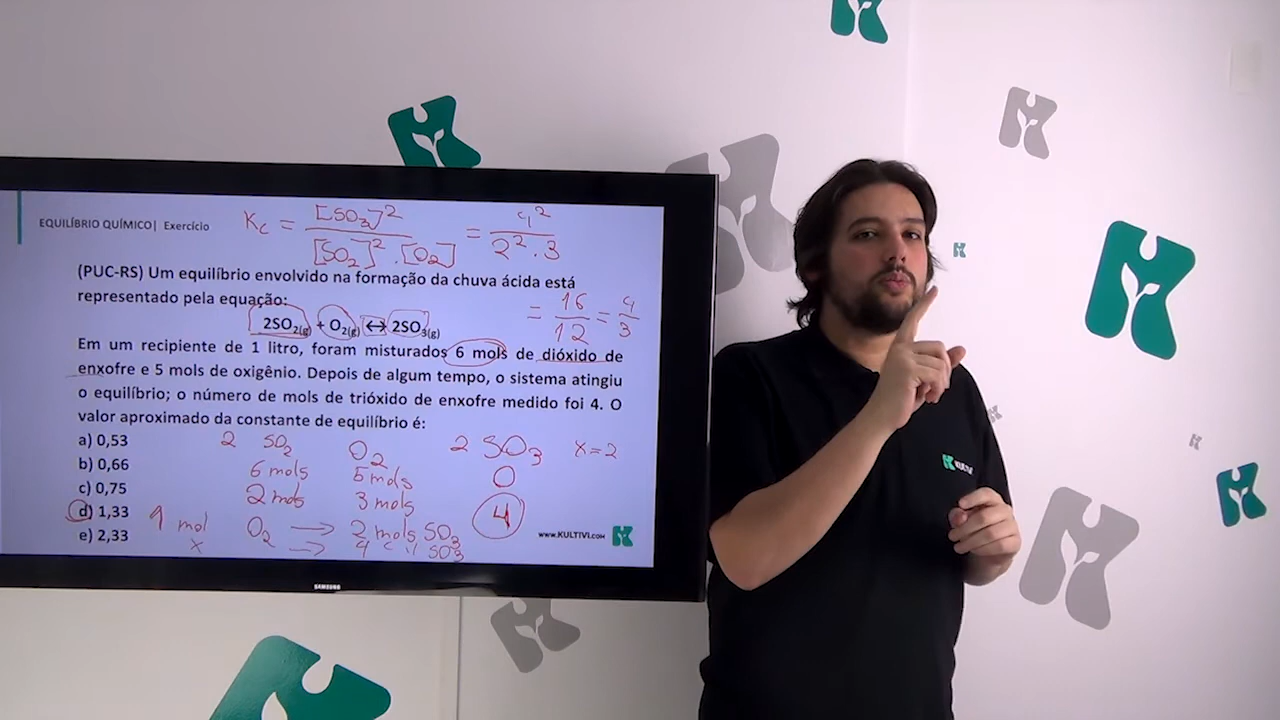 EQUILÍBRIO QUÍMICO| Exercício
Kc = [SO3]² / [SO2]² . [O2] = 4² / 2² . 3
= 16 / 12 = 4 / 3
(PUC-RS) Um equilíbrio envolvido na formação da chuva ácida está
representado pela equação:
2SO2(g) + O2(g) ↔ 2SO3(g)
Em um recipiente de 1 litro, foram misturados 6 mols de dióxido de
enxofre e 5 mols de oxigênio. Depois de algum tempo, o sistema atingiu
o equilíbrio; o número de mols de trióxido de enxofre medido foi 4. O
valor aproximado da constante de equilíbrio é:
a) 0,53
b) 0,66
c) 0,75
d) 1,33
e) 2,33
2 SO2 O2 2 SO3 x=2
6 mols 5 mols 0
2 mols 3 mols 4
1 mol O2 → 2 mols SO3
x → 4 " SO3
www.KULTIVI.com
SAMSUNG
KULTIVI